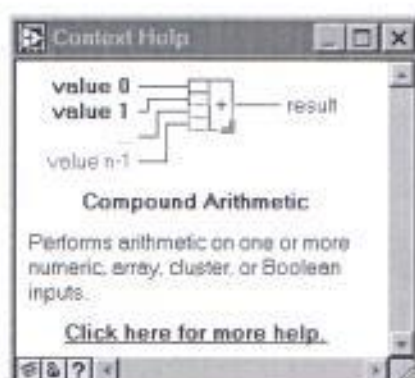 Context Help
value 0
value 1
result
value n-1
Compound Arithmetic
Performs arithmetic on one or more
numeric, array, cluster, or Boolean
inputs.
Click here for more help.